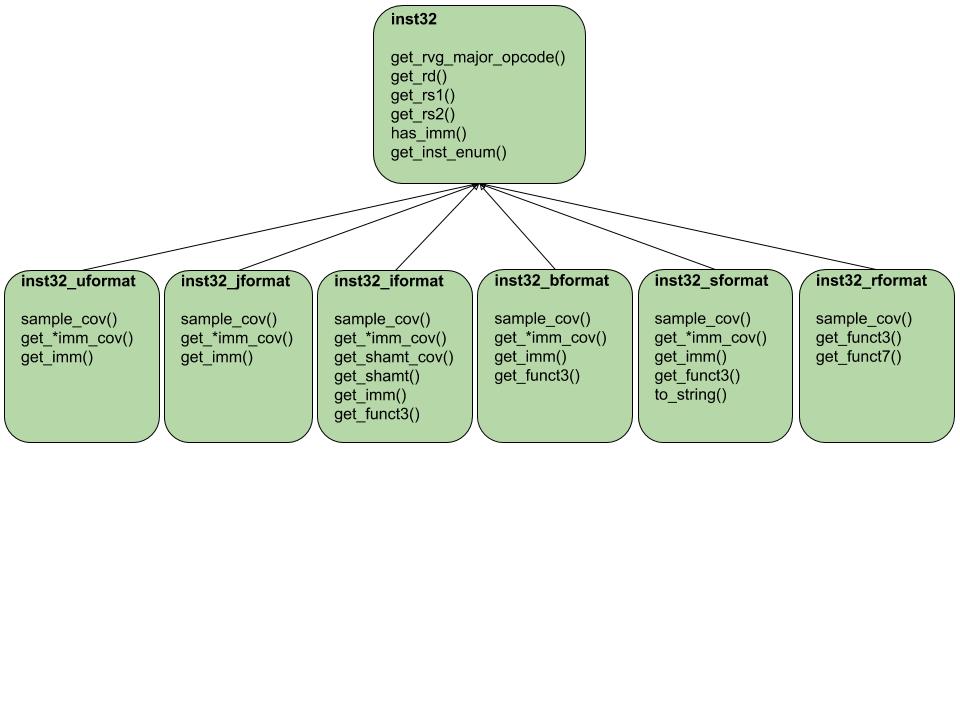 inst32
get_rvg_major_opcode()
get_rd()
get_rs1()
get_rs2()
has_imm()
get_inst_enum()
inst32_uformat
sample_cov()
get_*imm_cov()
get_imm()
inst32_jformat
sample_cov()
get_*imm_cov()
get_imm()
inst32_iformat
sample_cov()
get_*imm_cov()
get_shamt_cov()
get_shamt()
get_imm()
get_funct3()
inst32_bformat
sample_cov()
get_*imm_cov()
get_imm()
get_funct3()
inst32_sformat
sample_cov()
get_*imm_cov()
get_imm()
get_funct3()
to_string()
inst32_rformat
sample_cov()
get_funct3()
get_funct7()